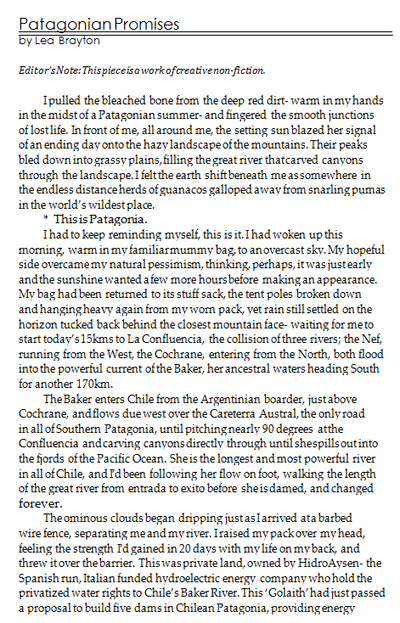 Patagonian Promises
by Lea Brayton
Editor's Note: This piece is a work of creative non-fiction.
I pulled the bleached bone from the deep red dirt- warm in my hands
in the midst of a Patagonian summer- and fingered the smooth junctions
of lost life. In front of me, all around me, the setting sun blazed her signal
of an ending day onto the hazy landscape of the mountains. Their peaks
bled down into grassy plains, filling the great river that carved canyons
through the landscape. I felt the earth shift beneath me as somewhere in
the endless distance herds of guanacos galloped away from snarling pumas
in the world's wildest place.
* This is Patagonia.
I had to keep reminding myself, this is it. I had woken up this
morning, warm in my familiar mummy bag, to an overcast sky. My hopeful
side overcame my natural pessimism, thinking, perhaps, it was just early
and the sunshine wanted a few more hours before making an appearance.
My bag had been returned to its stuff sack, the tent poles broken down
and hanging heavy again from my worn pack, yet rain still settled on the
horizon tucked back behind the closest mountain face- waiting for me to
start today's 15kms to La Confluencia, the collision of three rivers; the Nef,
running from the West, the Cochrane, entering from the North, both flood
into the powerful current of the Baker, her ancestral waters heading South
for another 170km.
The Baker enters Chile from the Argentinian boarder, just above
Cochrane, and flows due west over the Careterra Austral, the only road
in all of Southern Patagonia, until pitching nearly 90 degrees at the
Confluencia and carving canyons directly through until she spills out into
the fjords of the Pacific Ocean. She is the longest and most powerful river
in all of Chile, and I'd been following her flow on foot, walking the length
of the great river from entrada to exito before she is damed, and changed
forever.
The ominous clouds began dripping just as I arrived at a barbed
wire fence, separating me and my river. I raised my pack over my head,
feeling the strength I'd gained in 20 days with my life on my back, and
threw it over the barrier. This was private land, owned by HidroAysen- the
Spanish run, Italian funded hydroelectric energy company who hold the
privatized water rights to Chile's Baker River. This 'Golaith' had just passed
a proposal to build five dams in Chilean Patagonia, providing energy